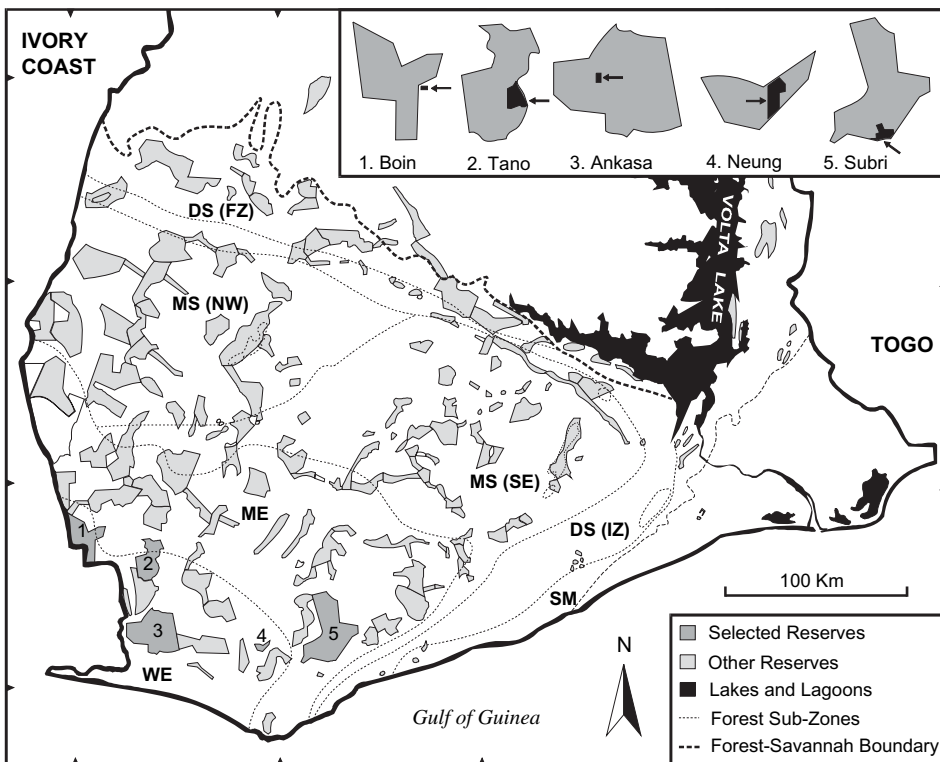 IVORY
COAST
1. Boin
2. Tano
3. Ankasa
4. Neung
5. Subri
DS (FZ)
VOLTA LAKE
MS (NW)
TOGO
MS (SE)
ME
1
DS (IZ)
2
100 Km
SM
3
4
5
WE
N
Gulf of Guinea
Selected Reserves
Other Reserves
Lakes and Lagoons
Forest Sub-Zones
Forest-Savannah Boundary